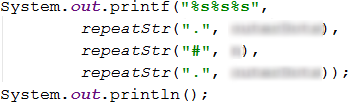 System.out.printf("%s%s%s",
repeatStr(".", ),
repeatStr("#", ),
repeatStr(".", ));
System.out.println();